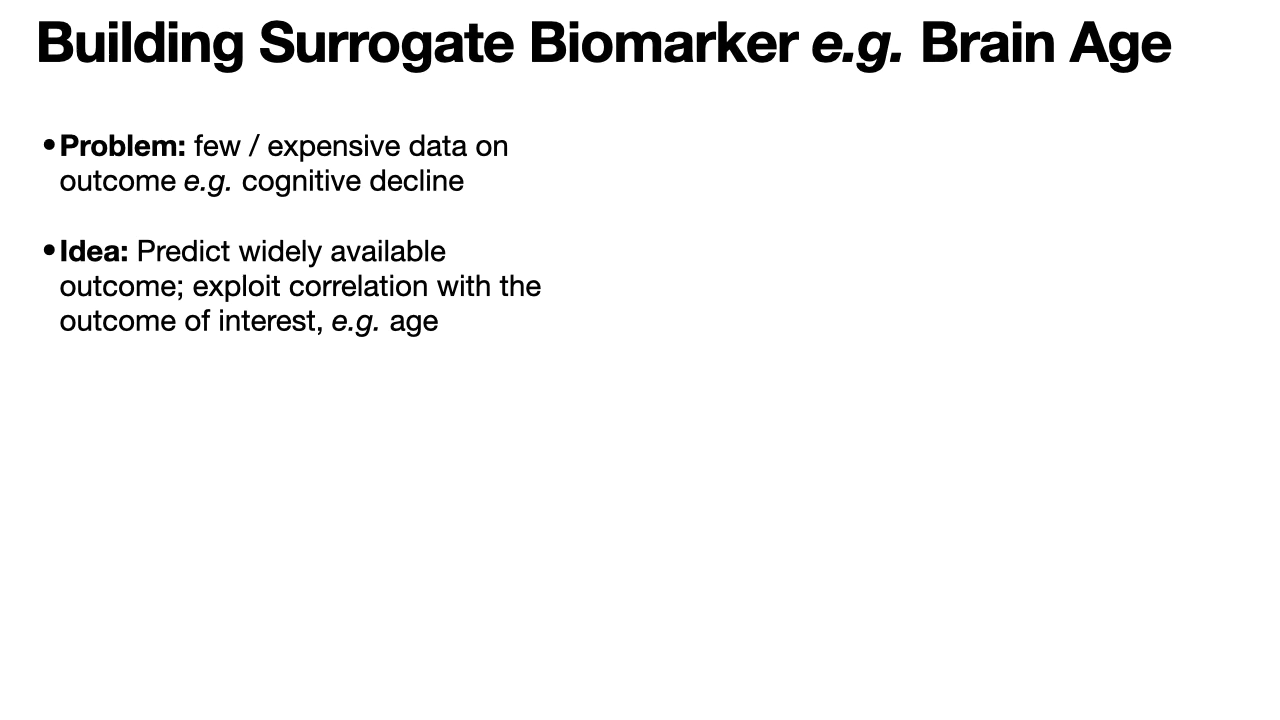 Building Surrogate Biomarker e.g. Brain Age
•Problem: few / expensive data on
outcome e.g. cognitive decline
•Idea: Predict widely available
outcome; exploit correlation with the
outcome of interest, e.g. age